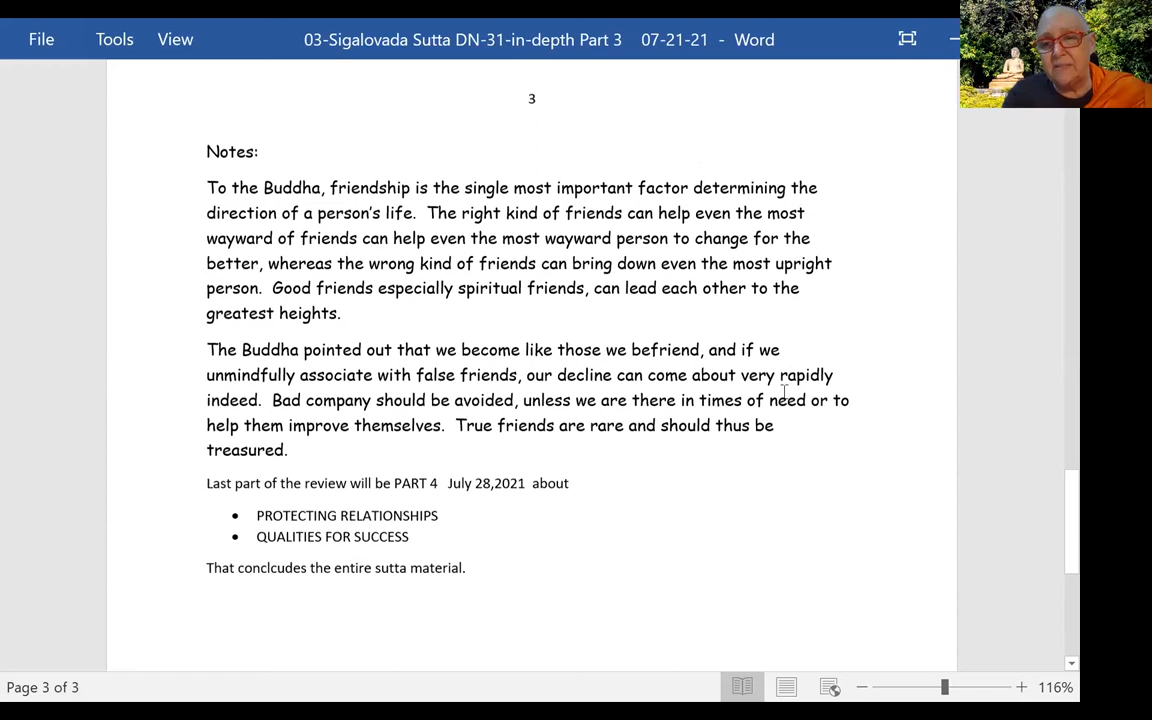 File Tools View 03-Sigalovada Sutta DN-31-in-depth Part 3 07-21-21 - Word
3
Notes:
To the Buddha, friendship is the single most important factor determining the
direction of a person's life. The right kind of friends can help even the most
wayward of friends can help even the most wayward person to change for the
better, whereas the wrong kind of friends can bring down even the most upright
person. Good friends especially spiritual friends, can lead each other to the
greatest heights.
The Buddha pointed out that we become like those we befriend, and if we
unmindfully associate with false friends, our decline can come about very rapidly
indeed. Bad company should be avoided, unless we are there in times of need or to
help them improve themselves. True friends are rare and should thus be
treasured.
Last part of the review will be PART 4 July 28,2021 about
• PROTECTING RELATIONSHIPS
• QUALITIES FOR SUCCESS
That conclcudes the entire sutta material.
Page 3 of 3 116%